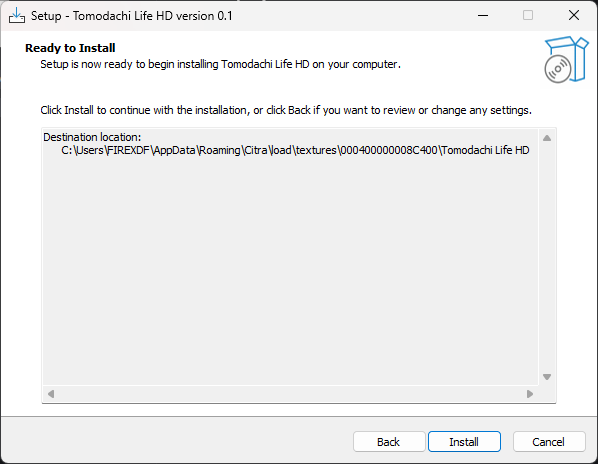 Setup - Tomodachi Life HD version 0.1
Ready to Install
Setup is now ready to begin installing Tomodachi Life HD on your computer.
Click Install to continue with the installation, or click Back if you want to review or change any settings.
Destination location:
C:\Users\FIREXDF\AppData\Roaming\Citra\load\textures\000400000008C400\Tomodachi Life HD
Back Install Cancel